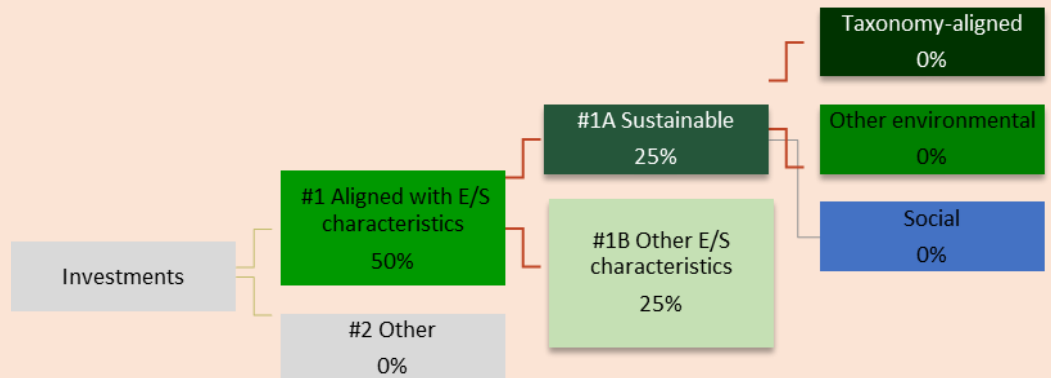 Investments
#1 Aligned with E/S
characteristics
50%
#2 Other
0%
#1A Sustainable
25%
#1B Other E/S
characteristics
25%
Taxonomy-aligned
0%
Other environmental
0%
Social
0%